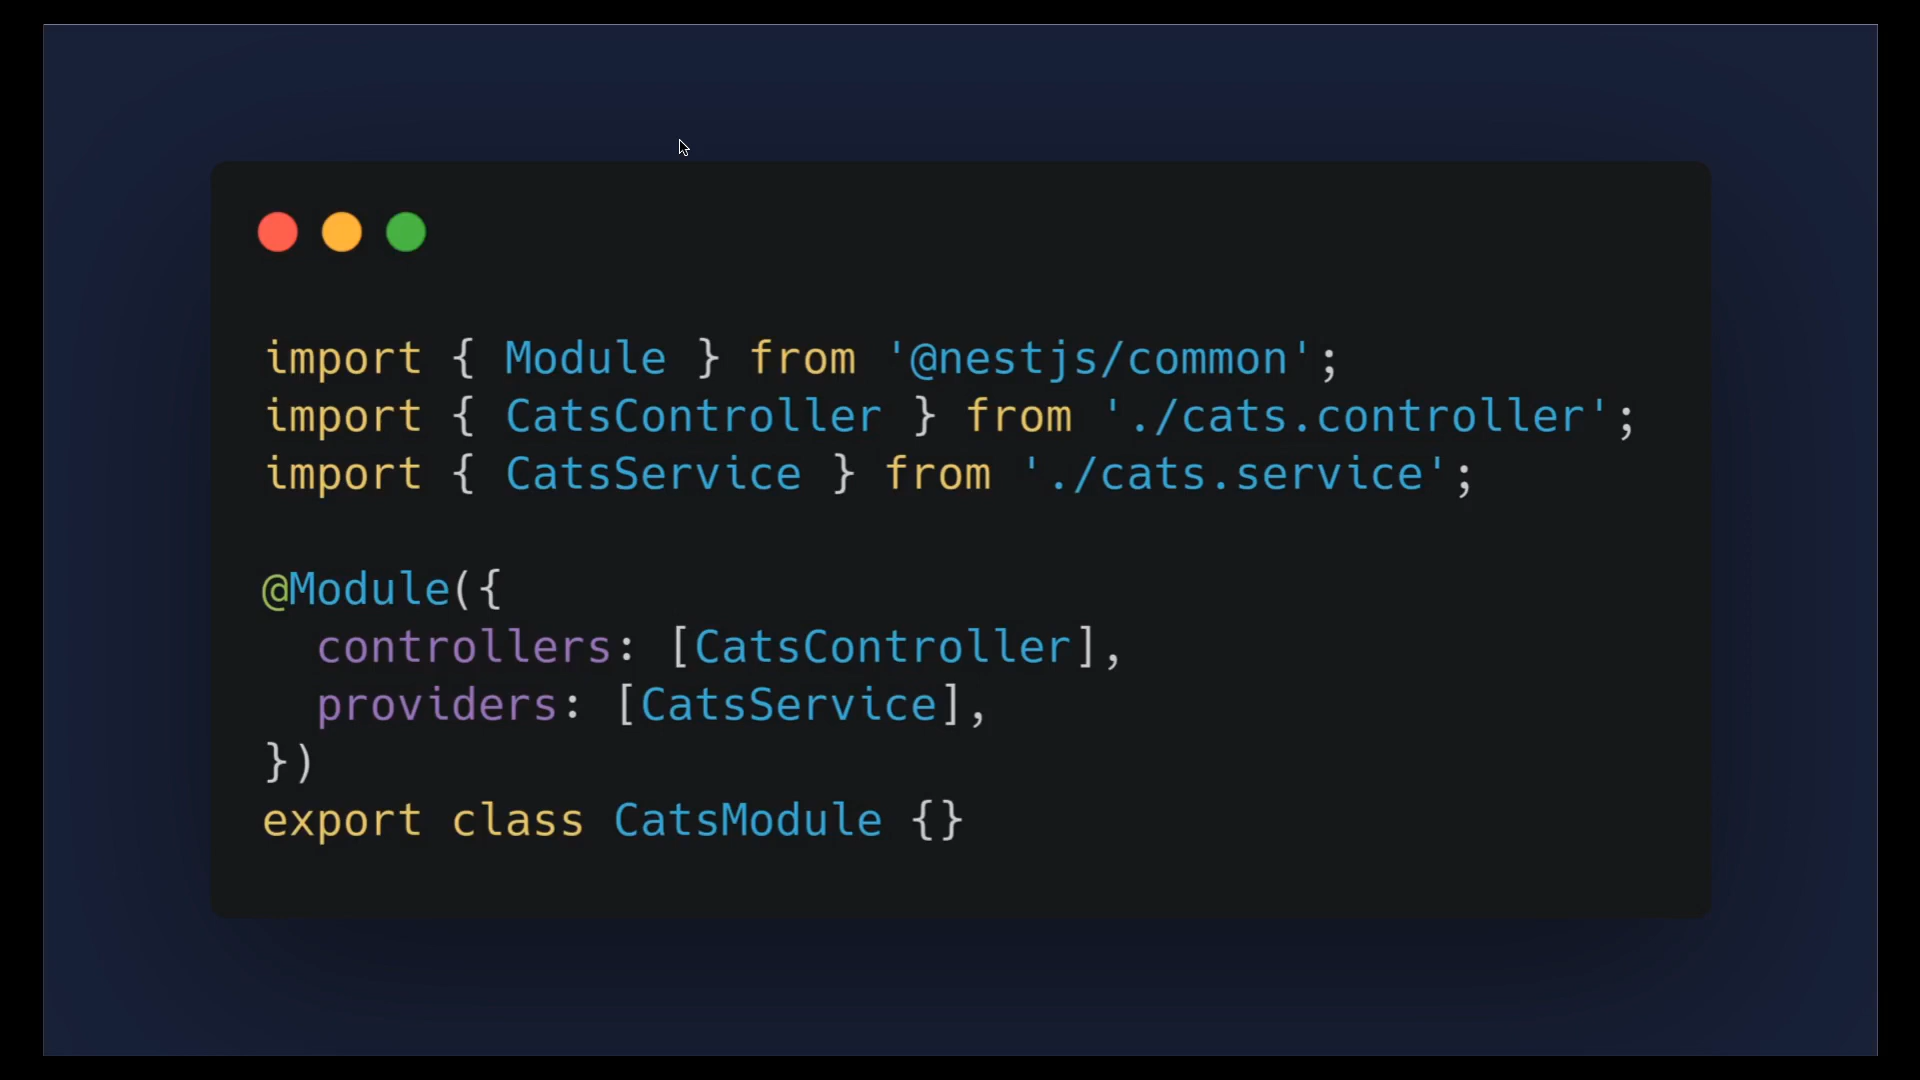 import { Module } from '@nestjs/common';
import { CatsController } from './cats.controller';
import { CatsService } from './cats.service';

@Module({
  controllers: [CatsController],
  providers: [CatsService],
})
export class CatsModule {}